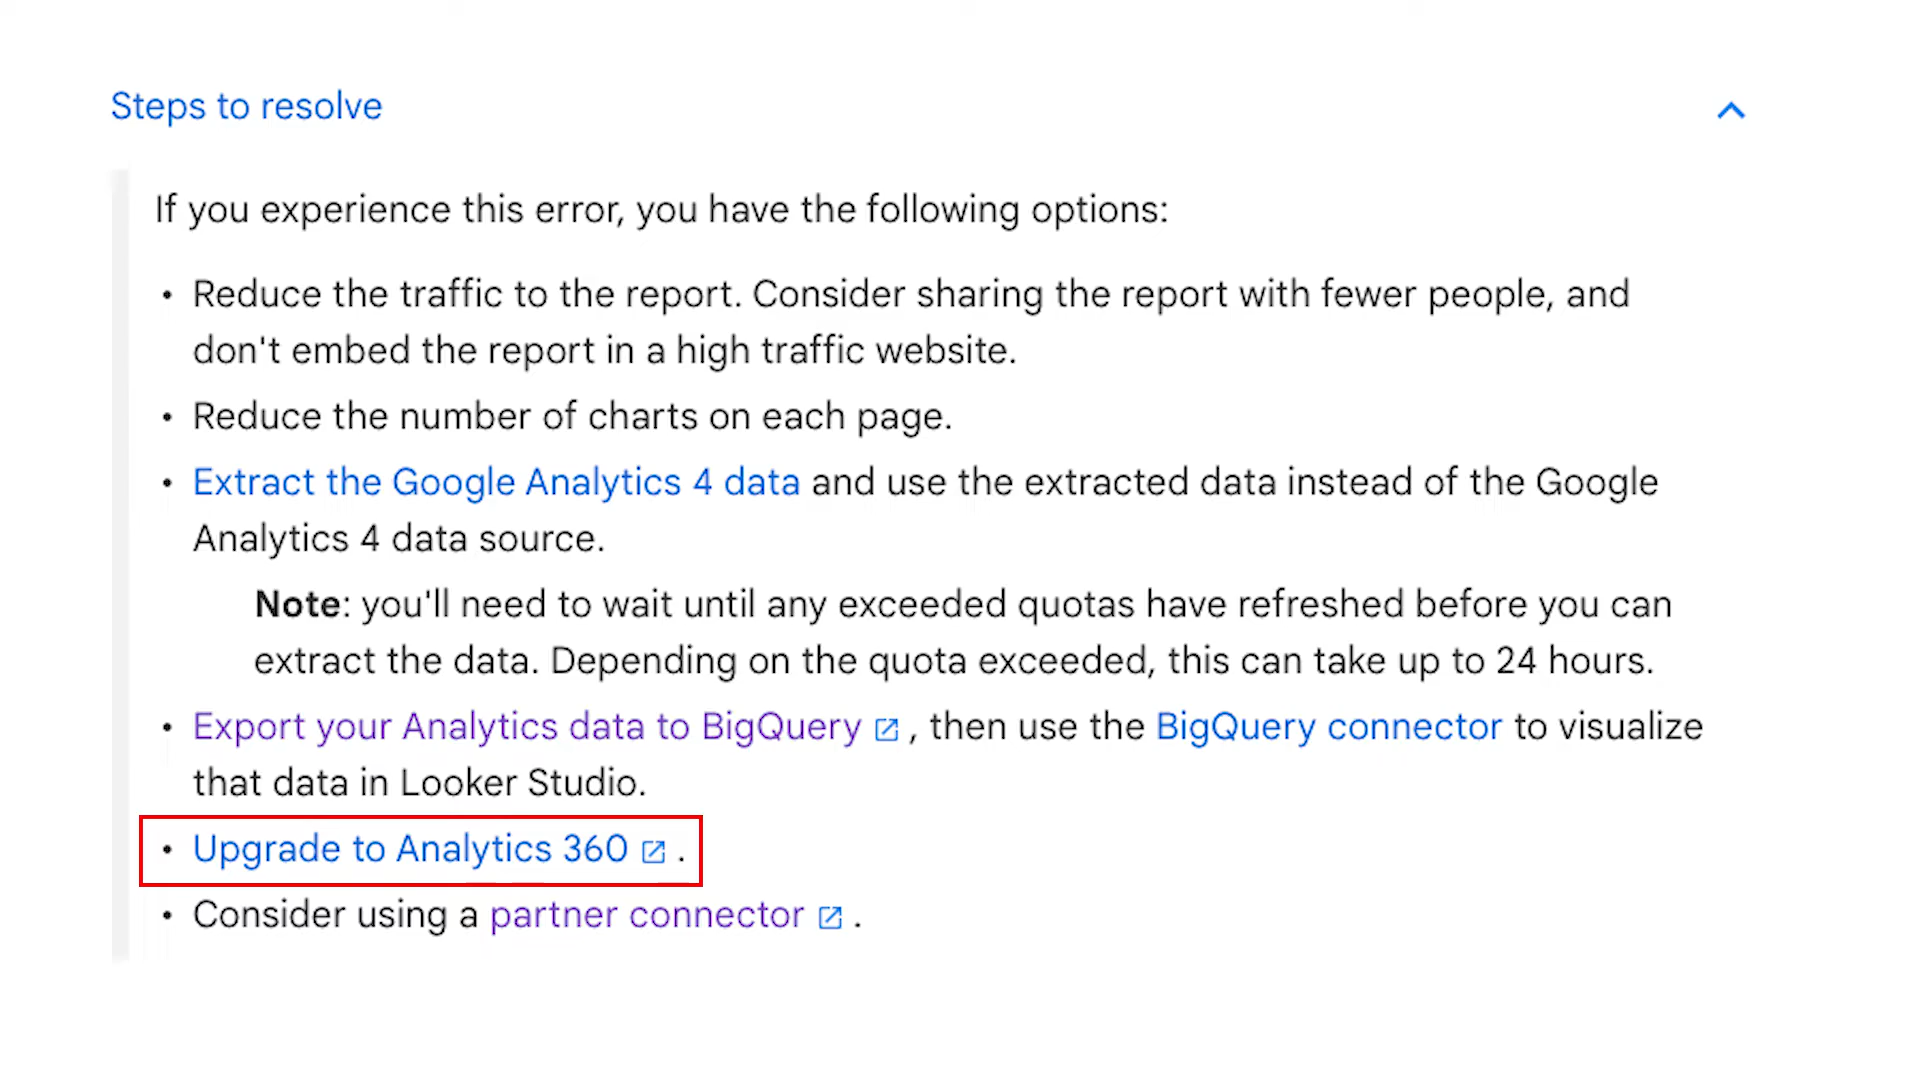 Steps to resolve
If you experience this error, you have the following options:
• Reduce the traffic to the report. Consider sharing the report with fewer people, and
don't embed the report in a high traffic website.
• Reduce the number of charts on each page.
• Extract the Google Analytics 4 data and use the extracted data instead of the Google
Analytics 4 data source.
Note: you'll need to wait until any exceeded quotas have refreshed before you can
extract the data. Depending on the quota exceeded, this can take up to 24 hours.
• Export your Analytics data to BigQuery , then use the BigQuery connector to visualize
that data in Looker Studio.
• Upgrade to Analytics 360 .
• Consider using a partner connector .